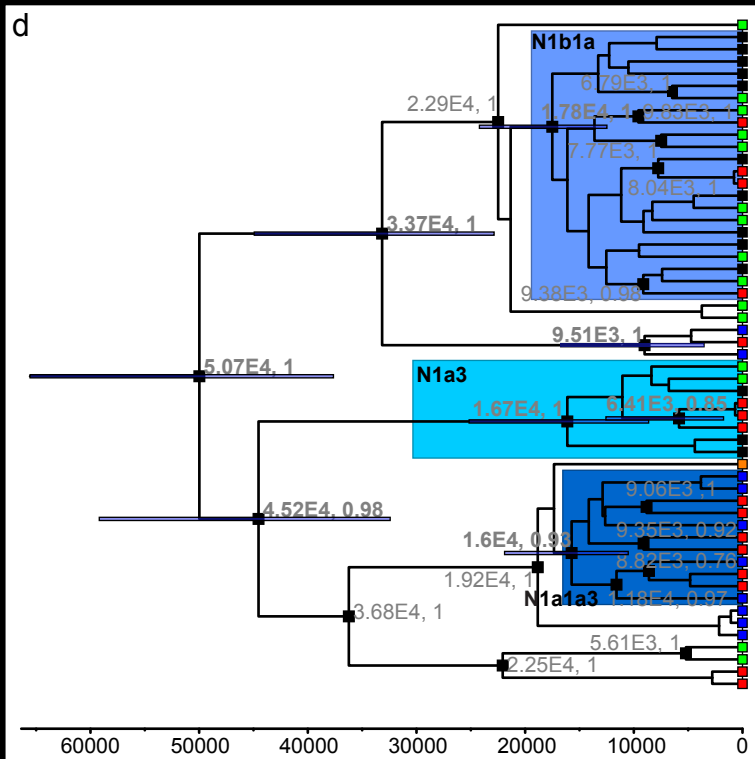 d
N1b1a
6.79E3, 1
2.29E4, 1
1.78E4, 1
9.63E3, 1
7.77E3, 1
8.04E3, 1
3.37E4, 1
9.38E3, 0.98
9.51E3, 1
5.07E4, 1
N1a3
1.67E4, 1
6.41E3, 0.85
4.52E4, 0.98
9.06E3, 1
9.35E3, 0.92
1.6E4, 0.93
8.82E3, 0.76
1.92E4, 1
N1a1a3
1.18E4, 0.97
3.68E4, 1
5.61E3, 1
2.25E4, 1
60000 50000 40000 30000 20000 10000 0